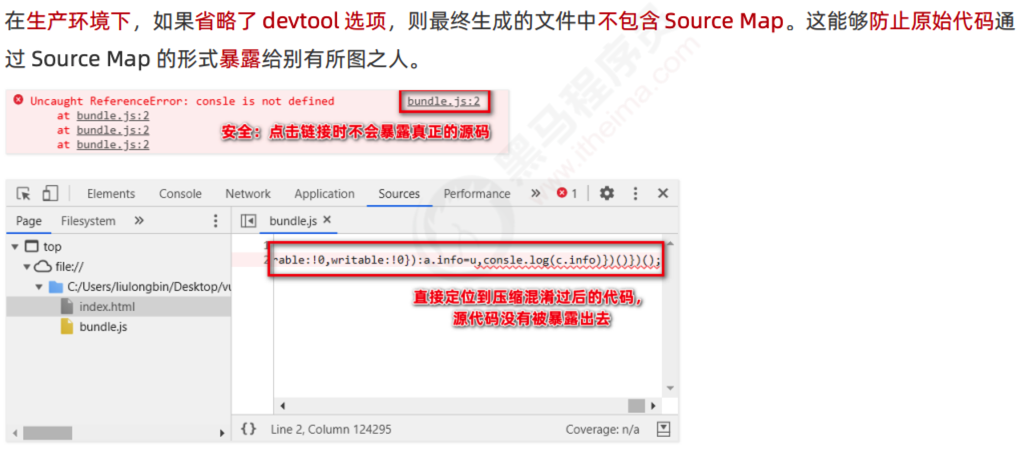 在生产环境下，如果省略了 devtool 选项，则最终生成的文件中不包含 Source Map。这能够防止原始代码通
过 Source Map 的形式暴露给别有所图之人。
Uncaught ReferenceError: consle is not defined bundle.js:2
at bundle.js:2
at bundle.js:2
at bundle.js:2
安全：点击链接时不会暴露真正的源码
黑马程序员
www.itheima.com
Elements Console Network Application Sources Performance » 1
Page Filesystem » bundle.js ×
top
file://
C:/Users/liulongbin/Desktop/vu
index.html
bundle.js
1
2 rable:!0,writable:!0}):a.info=u,consle.log(c.info)})()})();
直接定位到压缩混淆过后的代码，
源代码没有被暴露出去
{} Line 2, Column 124295 Coverage: n/a